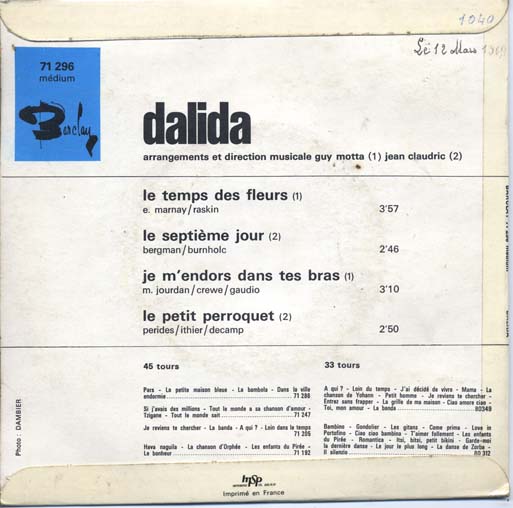 1040
Le 12 Mars 1969
71 296
médium
Barclay
dalida
arrangements et direction musicale guy motta (1) jean claudric (2)
le temps des fleurs (1)
e. marnay/raskin 3'57
le septième jour (2)
bergman/burnholc 2'46
je m'endors dans tes bras (1)
m. jourdan/crewe/gaudio 3'10
le petit perroquet (2)
perides/ithier/decamp 2'50
45 tours
Pars - La petite maison bleue - La bambola - Dans la ville
endormie 71 286
Si j'avais des millions - Tout le monde a sa chanson d'amour -
Tzigane - Tout le monde sait 71 247
Je reviens te chercher - La banda - A qui ? - Loin dans le temps
71 205
Hava naguila - La chanson d'Orphée - Les enfants du Pirée -
Le bonheur 71 192
33 tours
A qui ? - Loin du temps - J'ai décidé de vivre - Mama - La
chanson de Yohann - Petit homme - Je reviens te chercher -
Entrez sans frapper - La grille de ma maison - Ciao amore ciao -
Toi, mon amour - La banda 80349
Bambino - Gondolier - Les gitans - Come prima - Love in
Portofino - Ciao ciao bambina - T'aimer follement - Les enfants
du Pirée - Romantica - Itsi, bitsi, petit bikini - Garde-moi
la dernière danse - Le jour le plus long - La danse de Zorba -
Il silenzio 80 312
Photo : DAMBIER
Imprimé en France